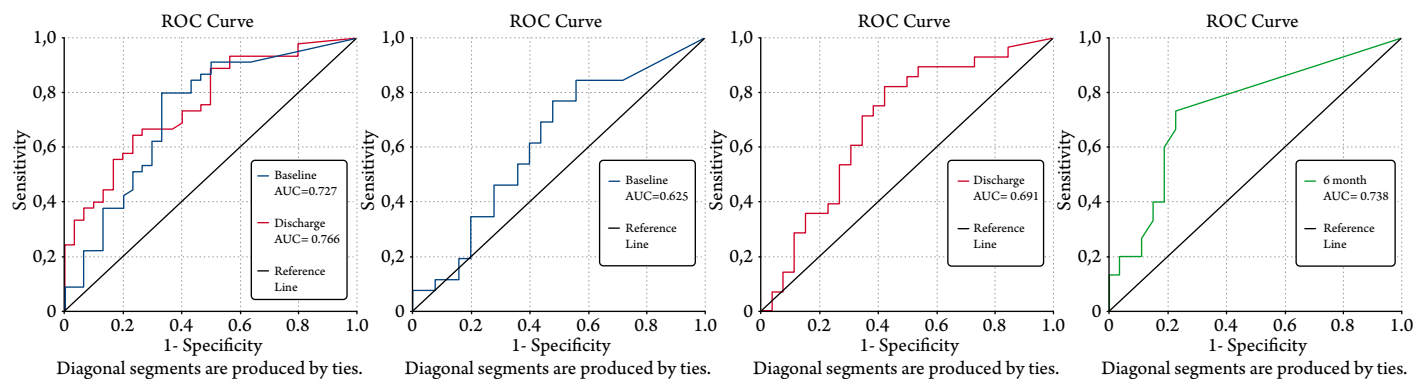 ROC Curve
1,0
0,8
0,6
0,4
0,2
0
Sensitivity
Baseline
AUC=0.727
Discharge
AUC= 0.766
Reference
Line
0 0.2 0.4 0.6 0.8 1.0
1- Specificity
Diagonal segments are produced by ties.
ROC Curve
1,0
0,8
0,6
0,4
0,2
0
Sensitivity
Baseline
AUC=0.625
Reference
Line
0 0.2 0.4 0.6 0.8 1.0
1- Specificity
Diagonal segments are produced by ties.
ROC Curve
1,0
0,8
0,6
0,4
0,2
0
Sensitivity
Discharge
AUC= 0.691
Reference
Line
0 0.2 0.4 0.6 0.8 1.0
1- Specificity
Diagonal segments are produced by ties.
ROC Curve
1,0
0,8
0,6
0,4
0,2
0
Sensitivity
6 month
AUC= 0.738
Reference
Line
0 0.2 0.4 0.6 0.8 1.0
1- Specificity
Diagonal segments are produced by ties.